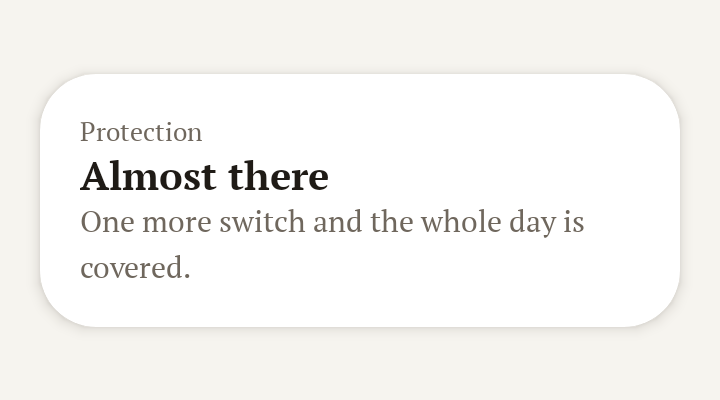 Protection
Almost there
One more switch and the whole day is
covered.